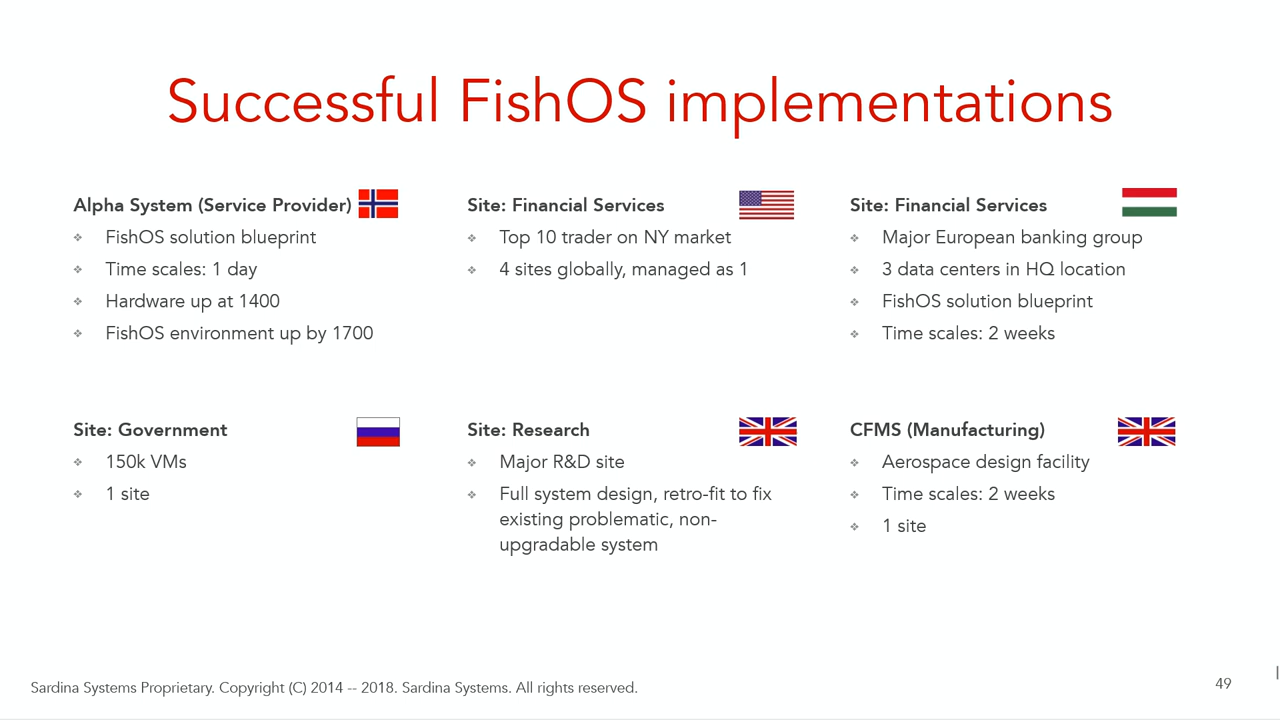 Successful FishOS implementations
Alpha System (Service Provider)
FishOS solution blueprint
Time scales: 1 day
Hardware up at 1400
FishOS environment up by 1700
Site: Financial Services
Top 10 trader on NY market
4 sites globally, managed as 1
Site: Financial Services
Major European banking group
3 data centers in HQ location
FishOS solution blueprint
Time scales: 2 weeks
Site: Government
150k VMs
1 site
Site: Research
Major R&D site
Full system design, retro-fit to fix
existing problematic, non-
upgradable system
CFMS (Manufacturing)
Aerospace design facility
Time scales: 2 weeks
1 site
Sardina Systems Proprietary. Copyright (C) 2014 -- 2018. Sardina Systems. All rights reserved.
49